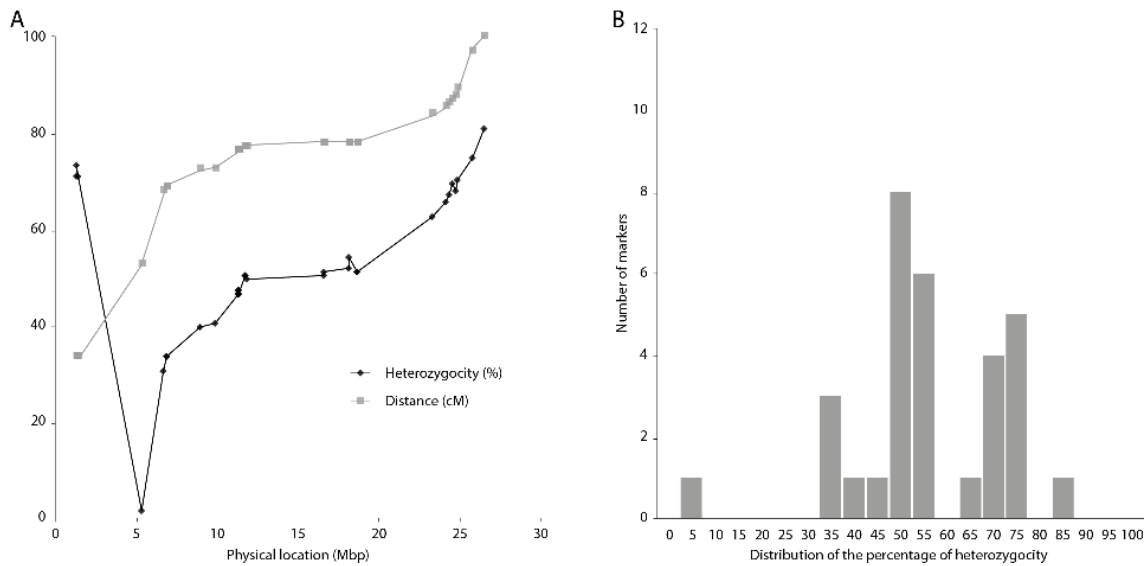 A
100
80
60
40
20
0
0 5 10 15 20 25 30
Physical location (Mbp)
Heterozygocity (%)
Distance (cM)
B
12
10
8
6
4
2
0
Number of markers
0 5 10 15 20 25 30 35 40 45 50 55 60 65 70 75 80 85 90 95 100
Distribution of the percentage of heterozygocity